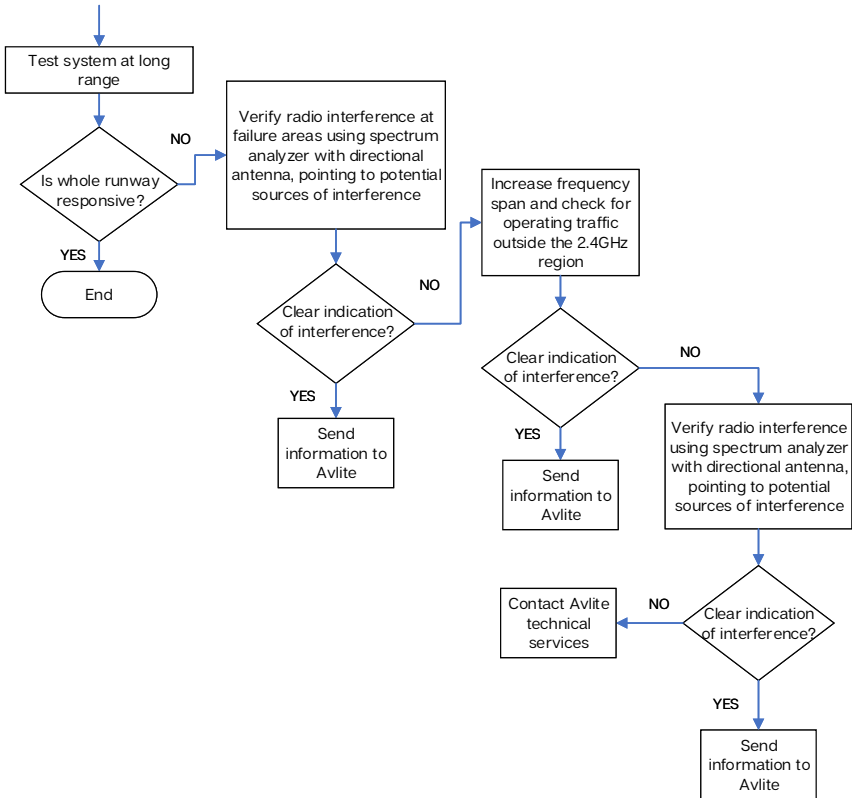 Test system at long
range
NO
Is whole runway
responsive?
YES
End
Verify radio interference at
failure areas using spectrum
analyzer with directional
antenna, pointing to potential
sources of interference
NO
Clear indication
of interference?
YES
Send
information to
Avlite
Increase frequency
span and check for
operating traffic
outside the 2.4GHz
region
NO
Clear indication
of interference?
YES
Send
information to
Avlite
Verify radio interference
using spectrum analyzer
with directional antenna,
pointing to potential
sources of interference
NO
Clear indication
of interference?
Contact Avlite
technical
services
YES
Send
information to
Avlite